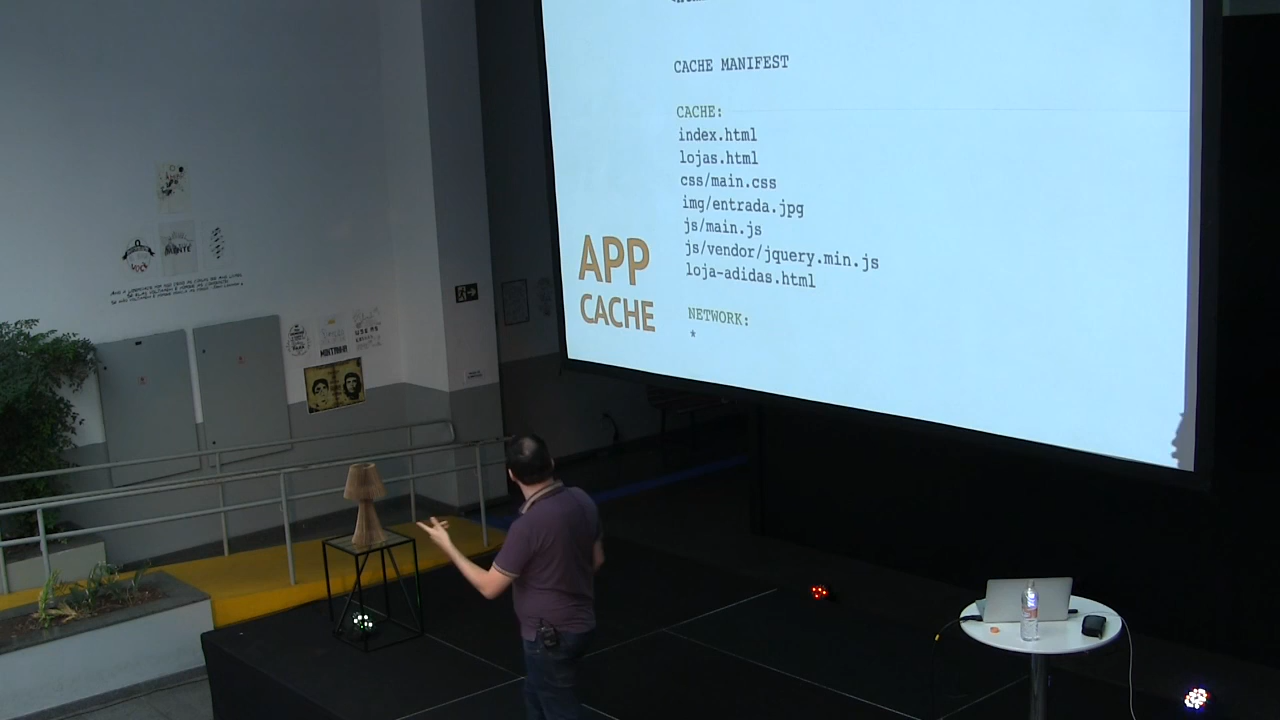 CACHE MANIFEST
CACHE:
index.html
lojas.html
css/main.css
img/entrada.jpg
js/main.js
js/vendor/jquery.min.js
loja-adidas.html
NETWORK:
*
APP
CACHE